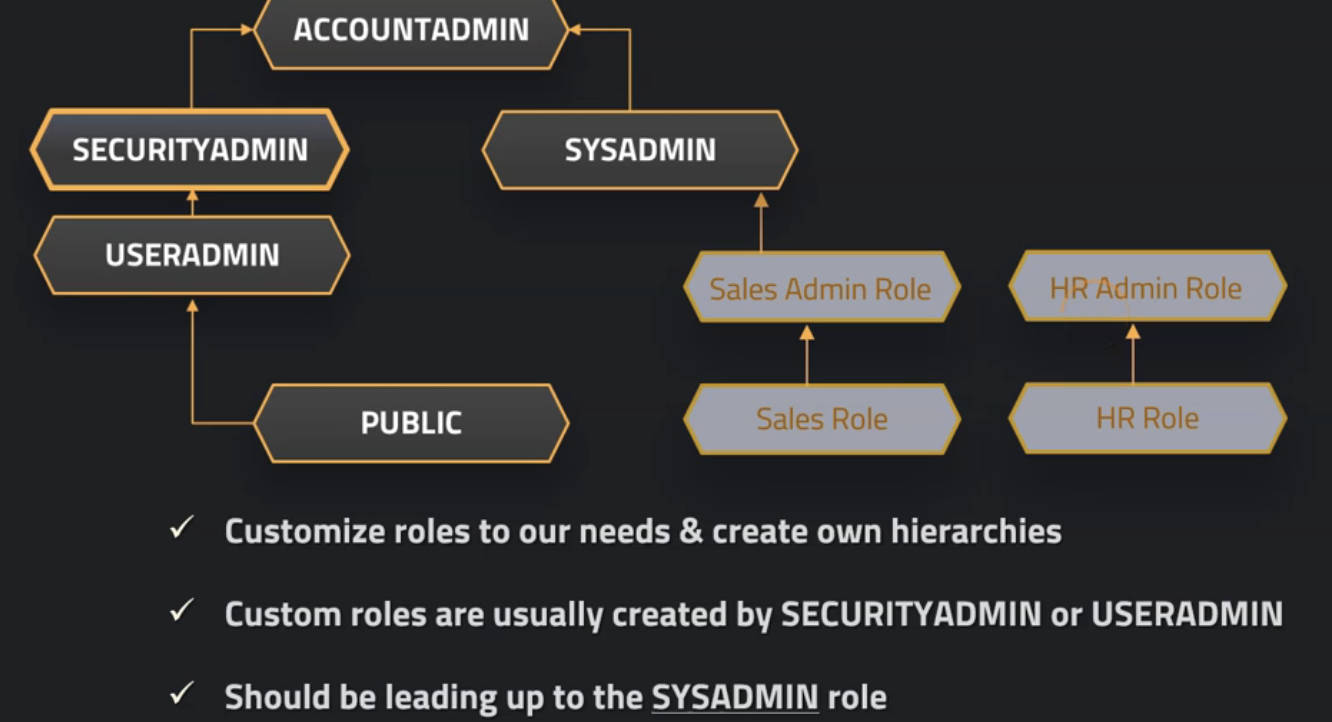 ACCOUNTADMIN
SECURITYADMIN
SYSADMIN
USERADMIN
Sales Admin Role
HR Admin Role
PUBLIC
Sales Role
HR Role
✓ Customize roles to our needs & create own hierarchies
✓ Custom roles are usually created by SECURITYADMIN or USERADMIN
✓ Should be leading up to the SYSADMIN role